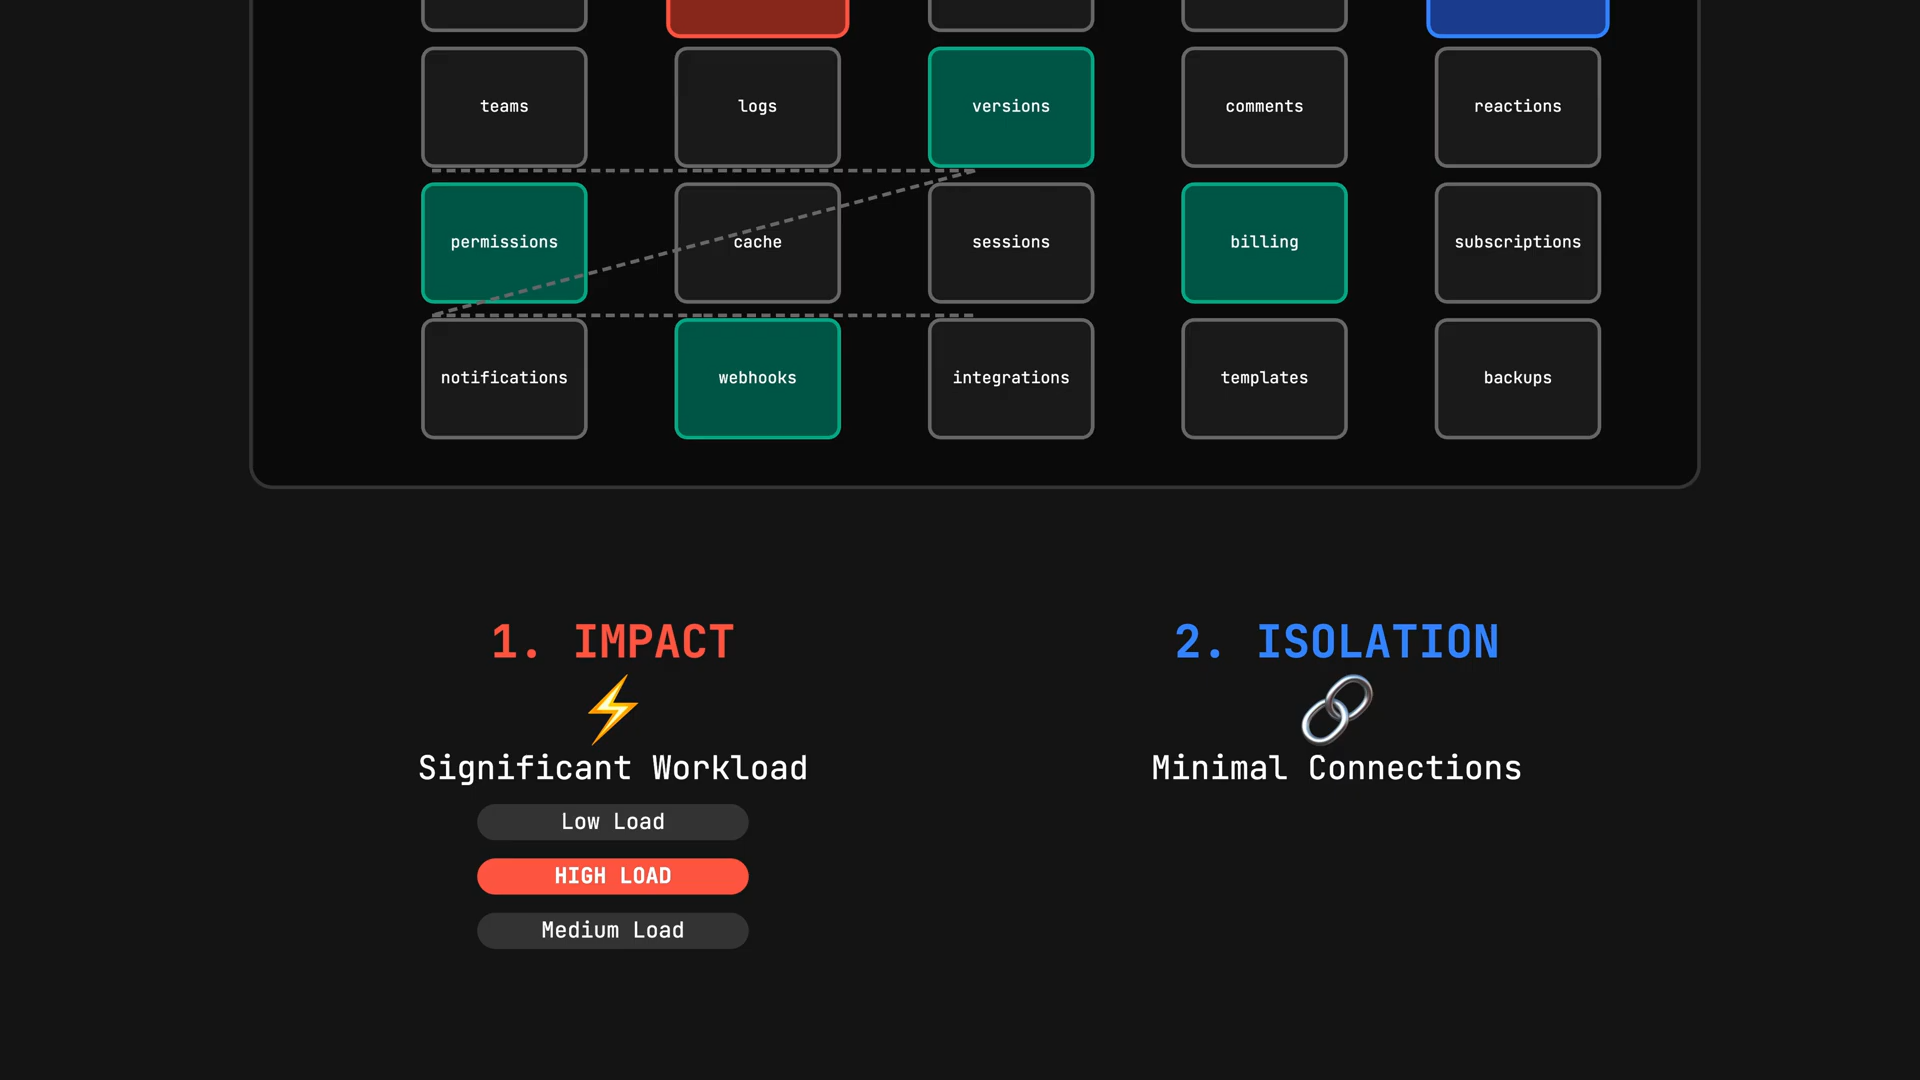 teams
logs
versions
comments
reactions
permissions
cache
sessions
billing
subscriptions
notifications
webhooks
integrations
templates
backups
1. IMPACT
⚡
Significant Workload
Low Load
HIGH LOAD
Medium Load
2. ISOLATION
🔗
Minimal Connections